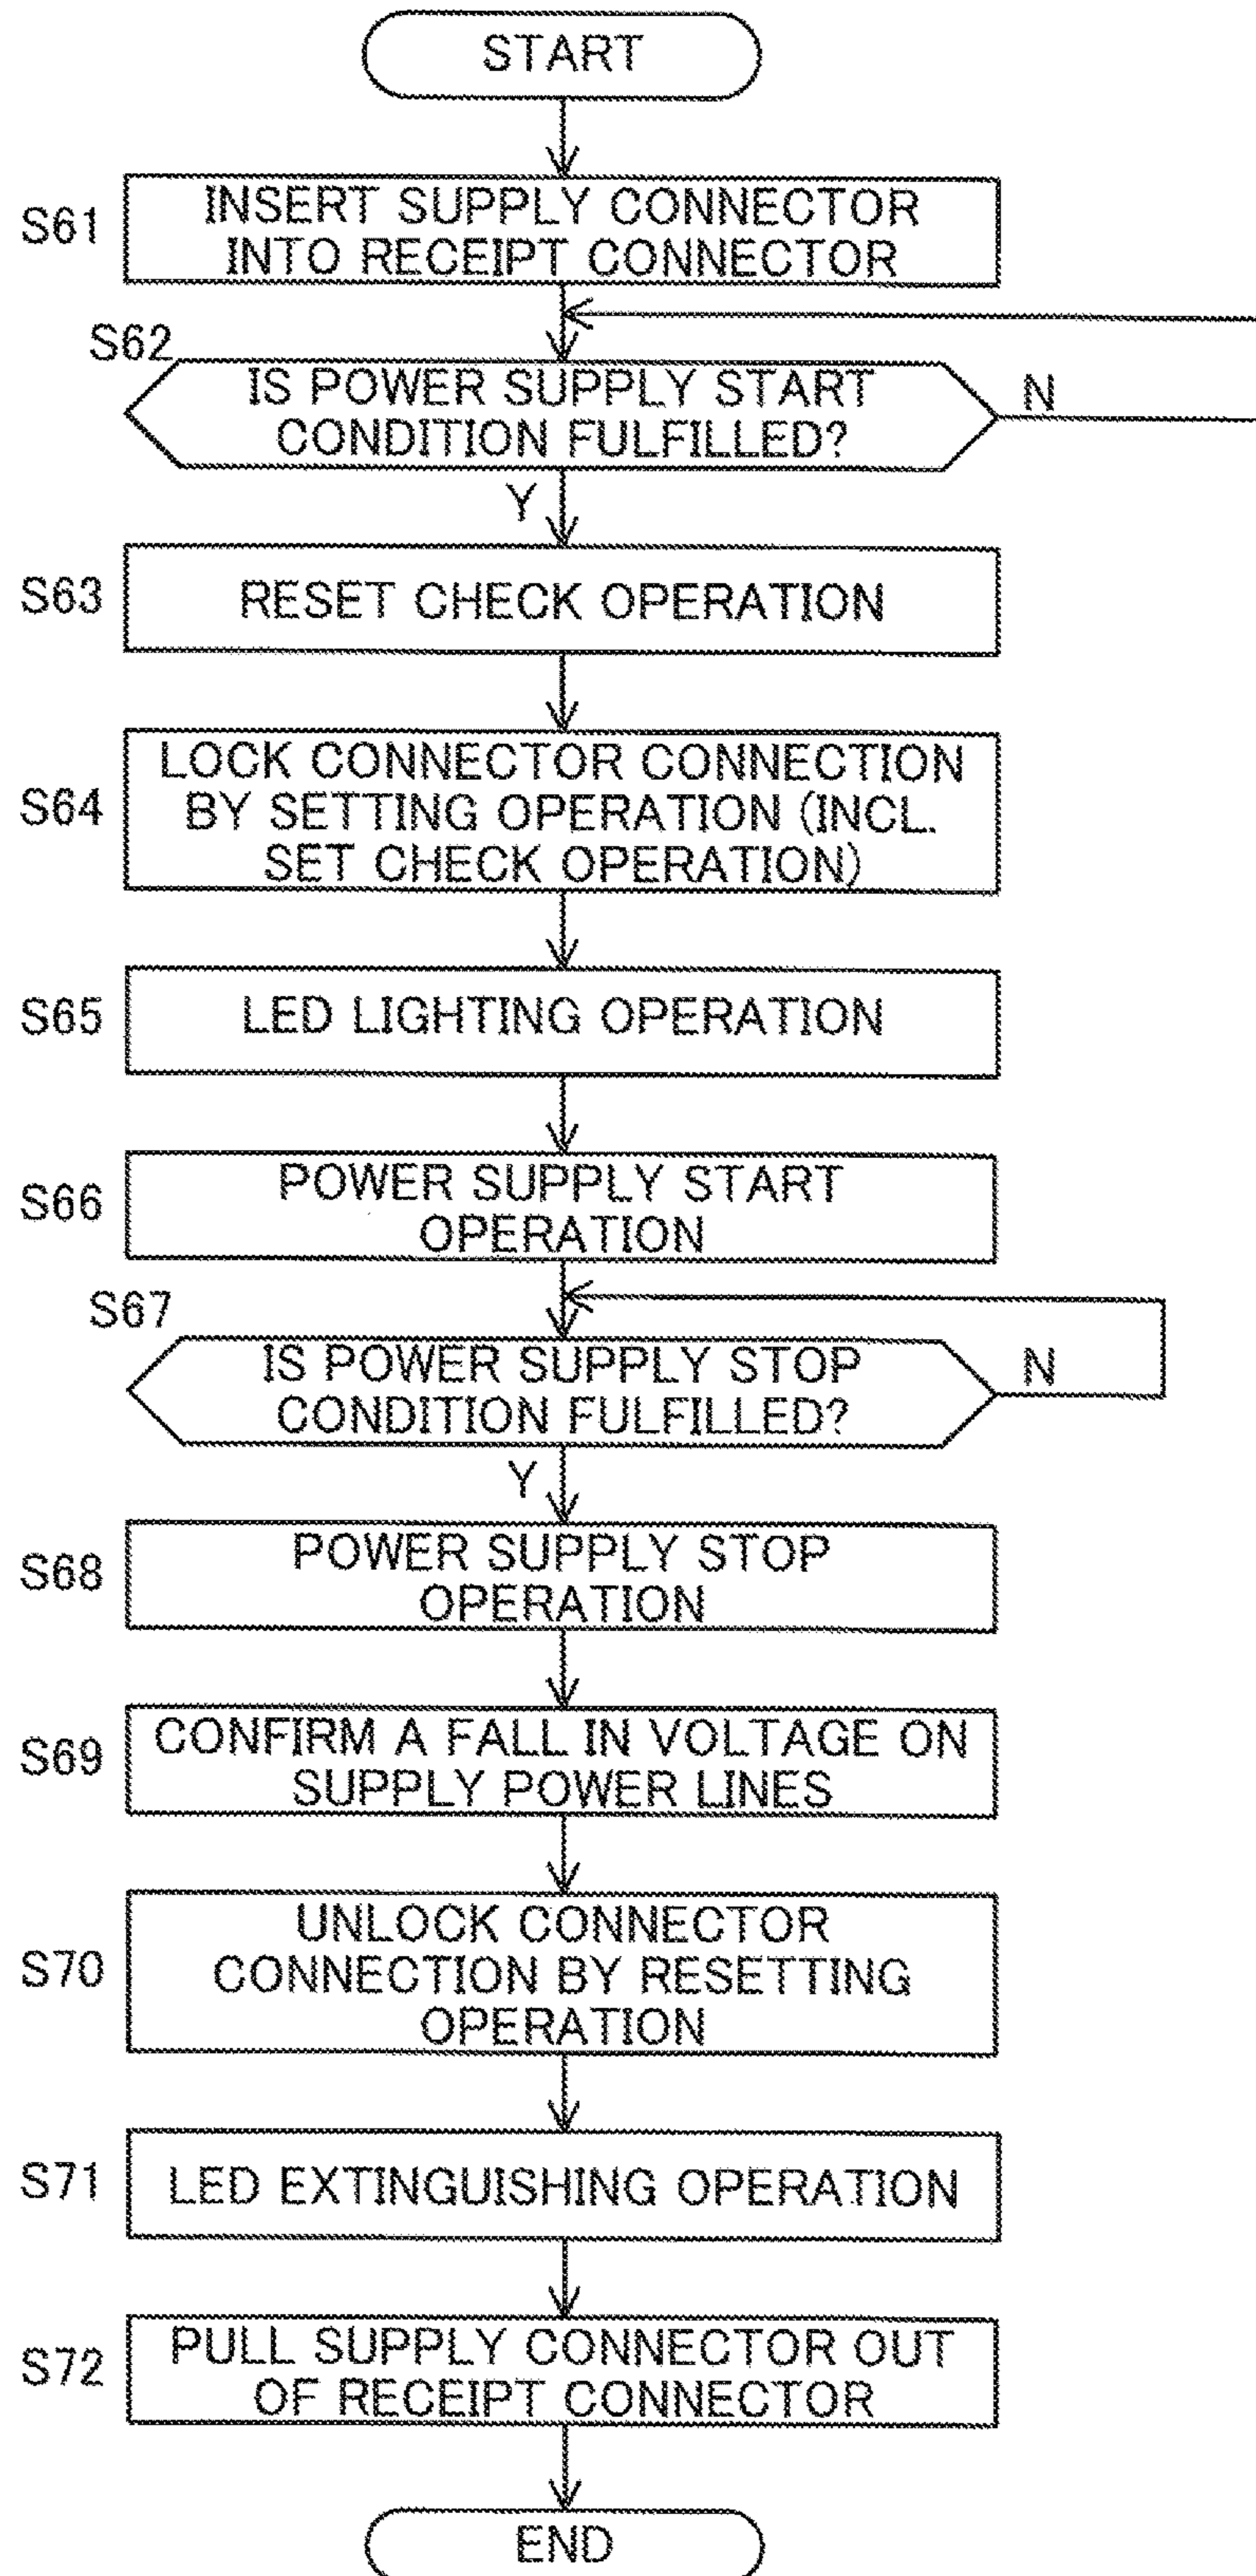 START
S61
INSERT SUPPLY CONNECTOR
INTO RECEIPT CONNECTOR
S62
IS POWER SUPPLY START
CONDITION FULFILLED?
N
Y
S63
RESET CHECK OPERATION
S64
LOCK CONNECTOR CONNECTION
BY SETTING OPERATION (INCL.
SET CHECK OPERATION)
S65
LED LIGHTING OPERATION
S66
POWER SUPPLY START
OPERATION
S67
IS POWER SUPPLY STOP
CONDITION FULFILLED?
N
Y
S68
POWER SUPPLY STOP
OPERATION
S69
CONFIRM A FALL IN VOLTAGE ON
SUPPLY POWER LINES
S70
UNLOCK CONNECTOR
CONNECTION BY RESETTING
OPERATION
S71
LED EXTINGUISHING OPERATION
S72
PULL SUPPLY CONNECTOR OUT
OF RECEIPT CONNECTOR
END